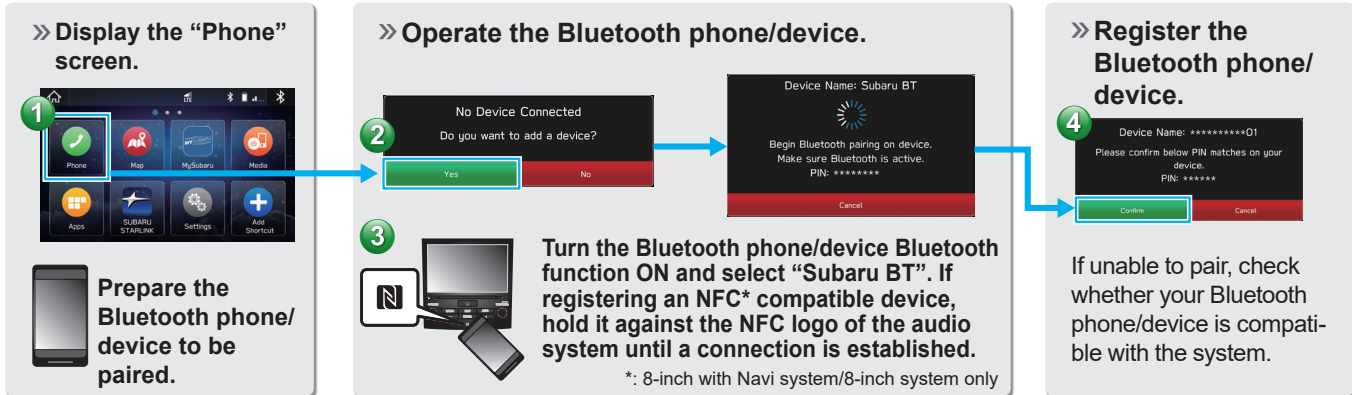 » Display the “Phone”
screen.
1
LTE
Phone
Map
MySubaru
Media
Apps
SUBARU
STARLINK
Settings
Add
Shortcut
Prepare the
Bluetooth phone/
device to be
paired.
» Operate the Bluetooth phone/device.
2
No Device Connected
Do you want to add a device?
Yes
No
Device Name: Subaru BT
Begin Bluetooth pairing on device.
Make sure Bluetooth is active.
PIN: ********
Cancel
3
Turn the Bluetooth phone/device Bluetooth
function ON and select “Subaru BT”. If
registering an NFC* compatible device,
hold it against the NFC logo of the audio
system until a connection is established.
*: 8-inch with Navi system/8-inch system only
» Register the
Bluetooth phone/
device.
4
Device Name: **********01
Please confirm below PIN matches on your
device.
PIN: ******
Confirm
Cancel
If unable to pair, check
whether your Bluetooth
phone/device is compati-
ble with the system.